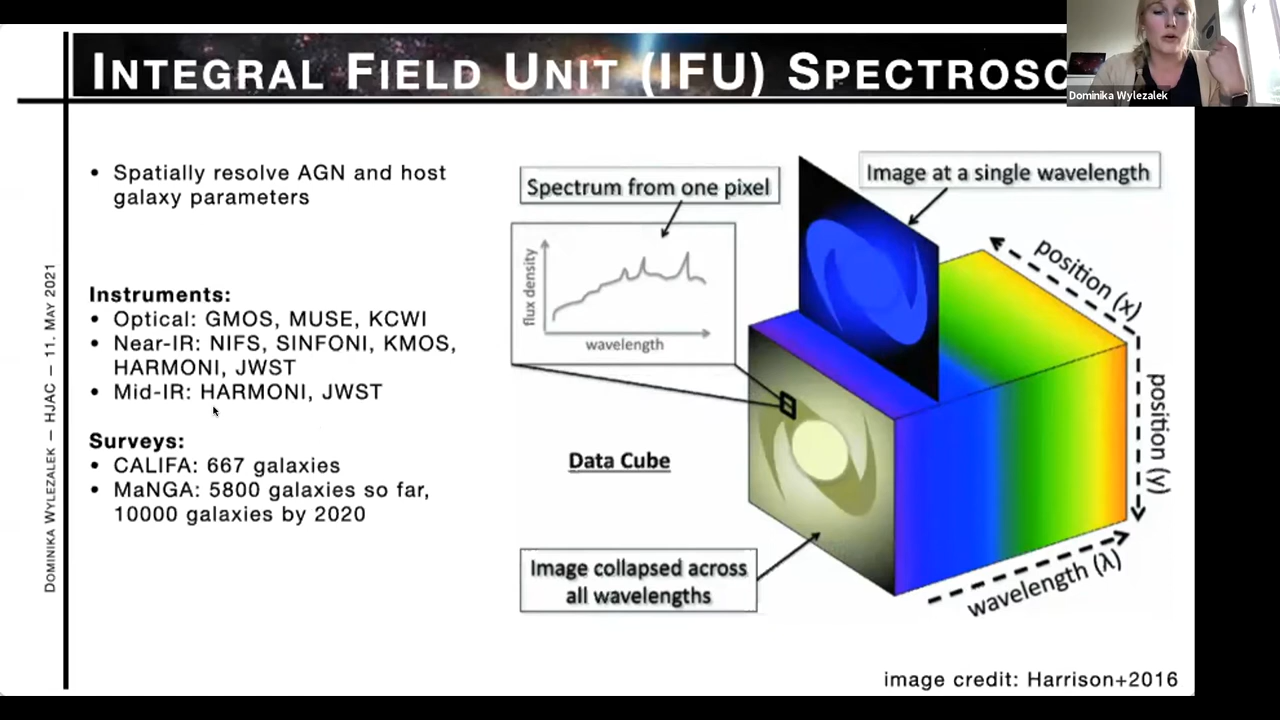 INTEGRAL FIELD UNIT (IFU) SPECTROSC
Dominika Wylezalek
• Spatially resolve AGN and host
galaxy parameters
Instruments:
• Optical: GMOS, MUSE, KCWI
• Near-IR: NIFS, SINFONI, KMOS,
HARMONI, JWST
• Mid-IR: HARMONI, JWST
Surveys:
• CALIFA: 667 galaxies
• MaNGA: 5800 galaxies so far,
10000 galaxies by 2020
DOMINIKA WYLEZALEK – HJAC – 11. MAY 2021
Spectrum from one pixel
Image at a single wavelength
flux density
wavelength
position (x)
position (y)
wavelength (λ)
Data Cube
Image collapsed across
all wavelengths
image credit: Harrison+2016